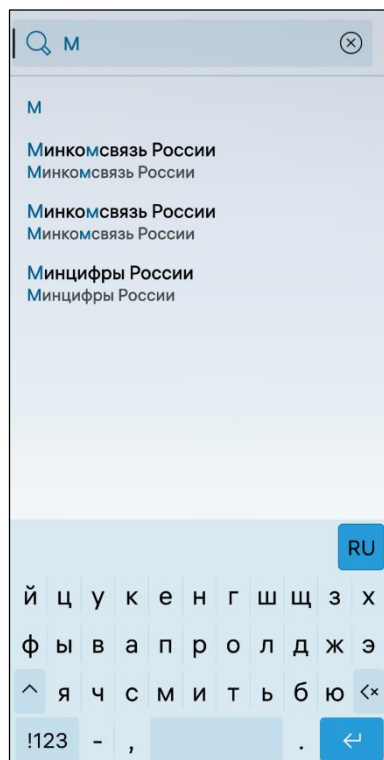 М
М
Минкомсвязь России
Минкомсвязь России
Минкомсвязь России
Минкомсвязь России
Минцифры России
Минцифры России
RU
й ц у к е н г ш щ з х
ф ы в а п р о л д ж э
я ч с м и т ь б ю
!123 - , .